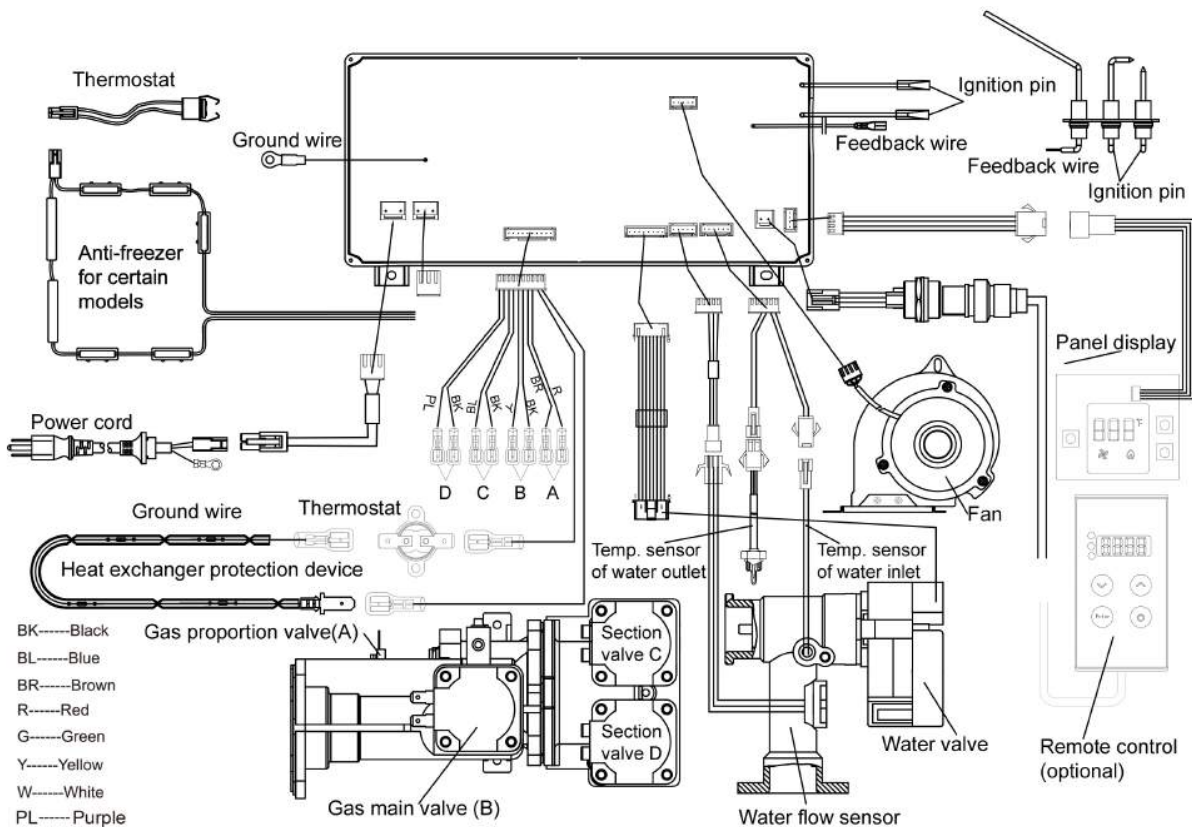 Thermostat
Ground wire
Ignition pin
Feedback wire
Feedback wire
Ignition pin
Anti-freezer
for certain
models
Panel display
°F
Power cord
PL
BK
BL
BK
Y
BK
BR
R
D
C
B
A
Fan
Ground wire
Thermostat
Temp. sensor
of water outlet
Temp. sensor
of water inlet
Heat exchanger protection device
Gas proportion valve(A)
BK------Black
BL------Blue
BR------Brown
R------Red
G------Green
Y------Yellow
W------White
PL------ Purple
Section
valve C
Section
valve D
Gas main valve (B)
Water valve
Water flow sensor
Remote control
(optional)